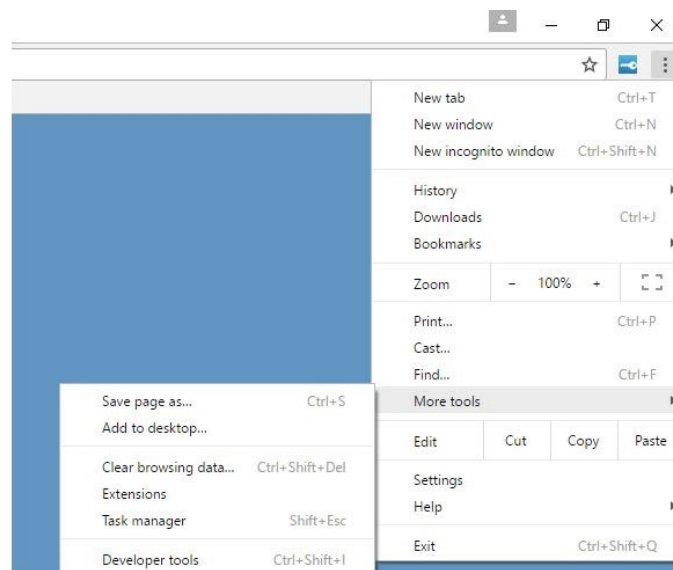 New tab Ctrl+T
New window Ctrl+N
New incognito window Ctrl+Shift+N
History
Downloads Ctrl+J
Bookmarks
Zoom - 100% +
Print... Ctrl+P
Cast...
Find... Ctrl+F
More tools
Edit Cut Copy Paste
Settings
Help
Exit Ctrl+Shift+Q
Save page as... Ctrl+S
Add to desktop...
Clear browsing data... Ctrl+Shift+Del
Extensions
Task manager Shift+Esc
Developer tools Ctrl+Shift+I